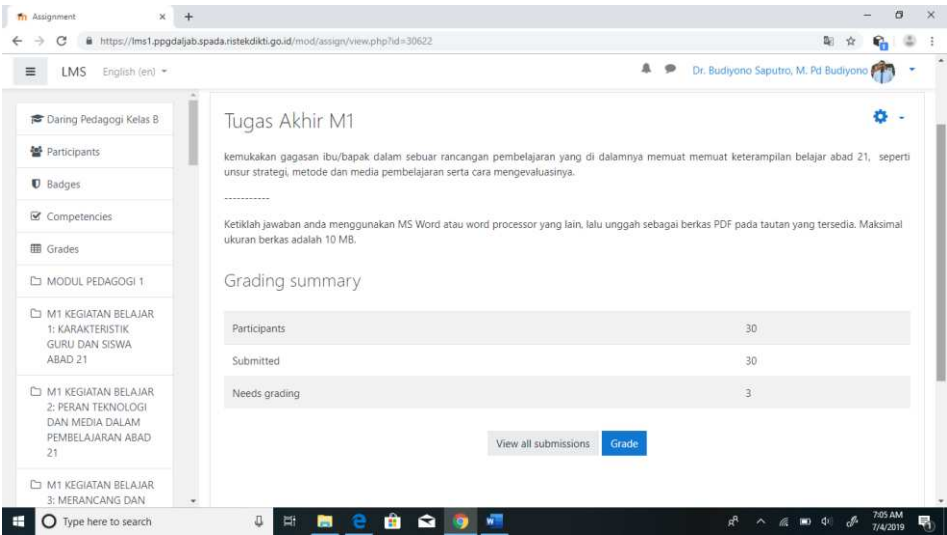 Assignment
https://lms1.ppgdaljab.spada.ristekdikti.go.id/mod/assign/view.php?id=30622
LMS English (en)
Dr. Budiyono Saputro, M. Pd Budiyono
Daring Pedagogi Kelas B
Participants
Badges
Competencies
Grades
MODUL PEDAGOGI 1
M1 KEGIATAN BELAJAR
1: KARAKTERISTIK
GURU DAN SISWA
ABAD 21
M1 KEGIATAN BELAJAR
2: PERAN TEKNOLOGI
DAN MEDIA DALAM
PEMBELAJARAN ABAD
21
M1 KEGIATAN BELAJAR
3: MERANCANG DAN
Tugas Akhir M1
kemukakan gagasan ibu/bapak dalam sebuar rancangan pembelajaran yang di dalamnya memuat memuat keterampilan belajar abad 21, seperti
unsur strategi, metode dan media pembelajaran serta cara mengevaluasinya.
-----------
Ketiklah jawaban anda menggunakan MS Word atau word processor yang lain, lalu unggah sebagai berkas PDF pada tautan yang tersedia. Maksimal
ukuran berkas adalah 10 MB.
Grading summary
Participants 30
Submitted 30
Needs grading 3
View all submissions Grade
Type here to search
7:05 AM
7/4/2019